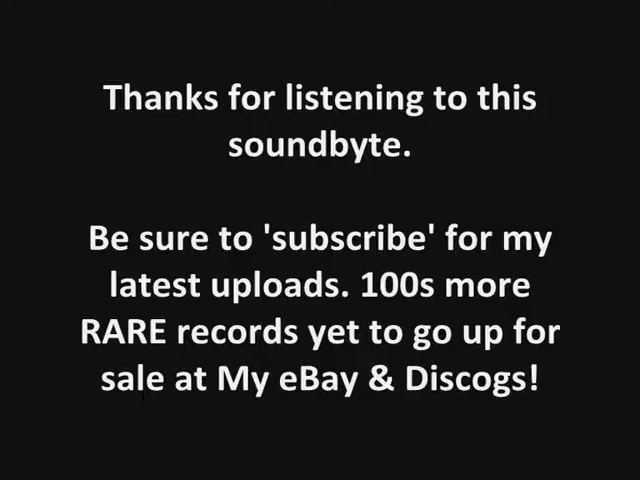 Thanks for listening to this
soundbyte.
Be sure to 'subscribe' for my
latest uploads. 100s more
RARE records yet to go up for
sale at My eBay & Discogs!